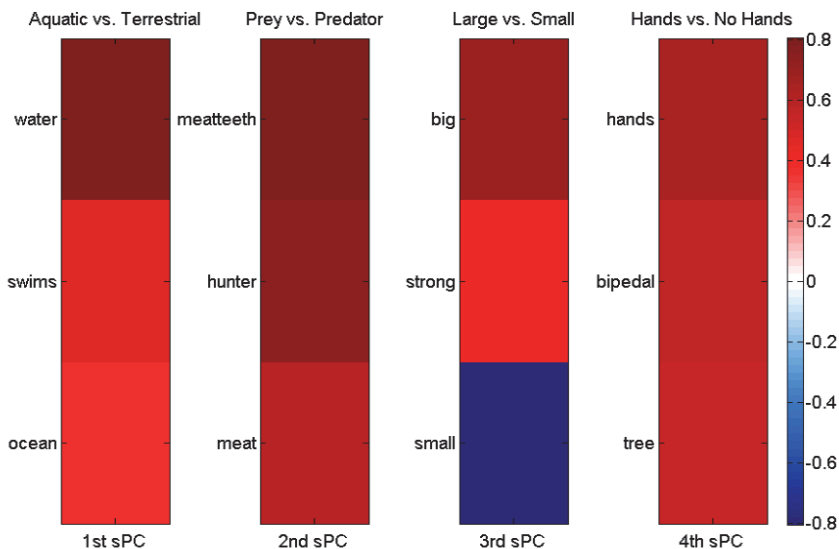 Aquatic vs. Terrestrial
water
swims
ocean
1st sPC
Prey vs. Predator
meatteeth
hunter
meat
2nd sPC
Large vs. Small
big
strong
small
3rd sPC
Hands vs. No Hands
hands
bipedal
tree
4th sPC
0.8
0.6
0.4
0.2
0
-0.2
-0.4
-0.6
-0.8